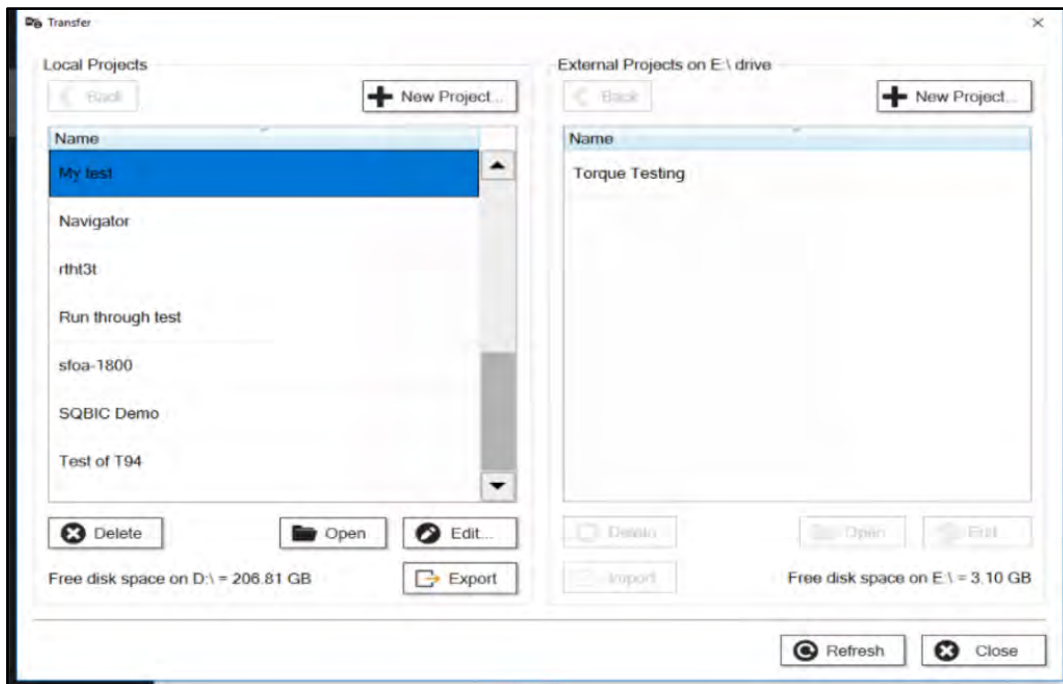 Transfer
Local Projects
Back
New Project...
Name
My test
Navigator
rtht3t
Run through test
sfoa-1800
SQBIC Demo
Test of T94
Delete
Open
Edit...
Free disk space on D:\ = 206.81 GB
Export
External Projects on E:\ drive
Back
New Project...
Name
Torque Testing
Open
Import
Free disk space on E:\ = 3.10 GB
Refresh
Close